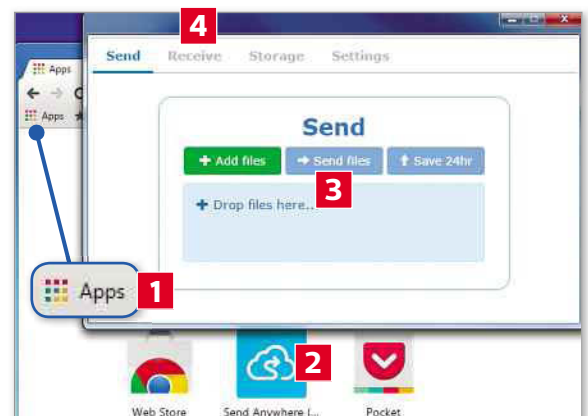 4
Send Receive Storage Settings
Apps
Apps
Send
+ Add files → Send files ↑ Save 24hr
3
+ Drop files here..
Apps 1
2
Web Store Send Anywhere (... Pocket